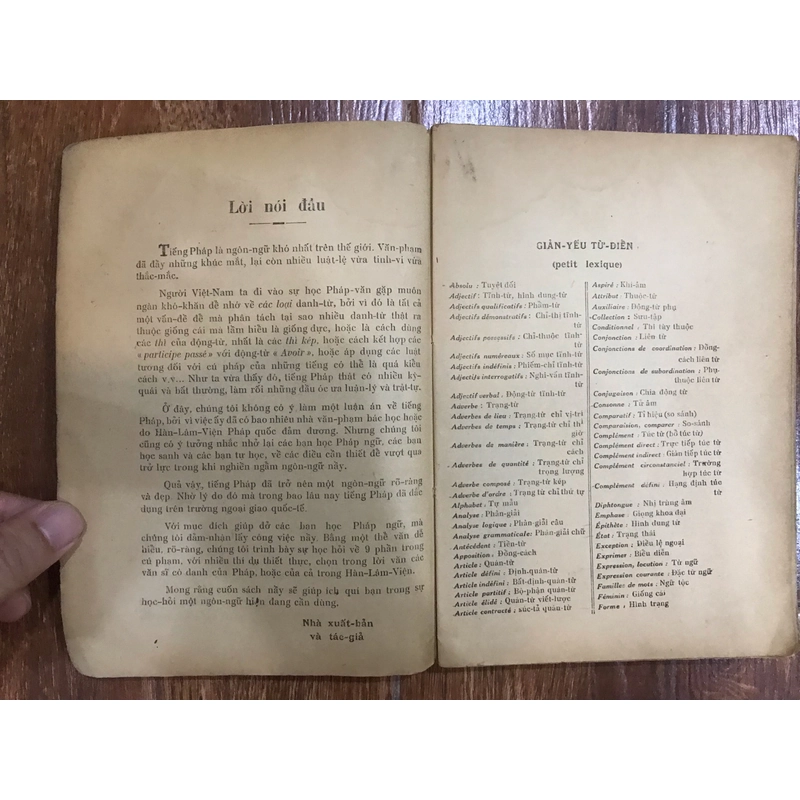 Lời nói đầu
Tiếng Pháp là ngôn-ngữ khó nhất trên thế giới. Văn-phạm
đã đầy những khúc mắt, lại còn nhiều luật-lệ vừa tinh-vi vừa
thắc-mắc.
Người Việt-Nam ta đi vào sự học Pháp-văn gặp muôn
ngàn khó-khăn để nhớ về các loại danh-từ, bởi vì đó là tất cả
một vấn-đề để mà phân tách tại sao nhiều danh-từ thật ra
thuộc giống cái mà lầm hiểu là giống đực, hoặc là cách dùng
các thì của động-từ, nhất là các thì kép, hoặc cách kết hợp các
« participe passé » với động-từ « Avoir », hoặc áp dụng các luật
tương đối với cú pháp của những tiếng có thể là quá kiểu
cách v.v... Như ta vừa thấy đó, tiếng Pháp thật có nhiều kỳ-
quái và bất thường, làm rối những đầu óc ưa luận-lý và trật-tự.
Ở đây, chúng tôi không có ý làm một luận án về tiếng
Pháp, bởi vì việc ấy đã có bao nhiêu nhà văn-phạm bác học hoặc
do Hàn-Lâm-Viện Pháp quốc đảm đương. Nhưng chúng tôi
cũng có ý tưởng nhắc nhở lại các bạn học Pháp ngữ, các bạn
học sanh và các bạn tự học, về các điều cần thiết để vượt qua
trở lực trong khi nghiền ngẫm ngôn-ngữ này.
Quả vậy, tiếng Pháp đã trở nên một ngôn-ngữ rõ-ràng
và đẹp. Nhờ lý do đó mà trong bao lâu nay tiếng Pháp đã đắc
dụng trên trường ngoại giao quốc-tế.
Với mục đích giúp đở các bạn học Pháp ngữ, mà
chúng tôi đảm-nhận lấy công việc nầy. Bằng một thể văn dễ
hiểu, rõ-ràng, chúng tôi trình bày sự học hỏi về 9 phần trong
cú phạm, với nhiều thí dụ thiết thực, chọn trong lời văn các
văn sĩ có danh của Pháp, hoặc của cả trong Hàn-Lâm-Viện.
Mong rằng cuốn sách nầy sẽ giúp ích quí bạn trong sự
học-hỏi một ngôn-ngữ hiện đang cần dùng.
Nhà xuất-bản
và tác-giả
GIẢN-YẾU TỪ-ĐIỂN
(petit lexique)
Absolu : Tuyệt đối
Adjectif : Tĩnh-từ, hình dung-từ
Adjectifs qualificatifs : Phẩm-từ
Adjectifs démonstratifs : Chỉ-thị tĩnh-
từ
Adjectifs possessifs : Chỉ-thuộc tĩnh-
từ
Adjectifs numéraux : Số mục tĩnh-từ
Adjectifs indéfinis : Phiếm-chỉ tĩnh-từ
Adjectifs interrogatifs : Nghi-vấn tĩnh-
từ
Adjectif verbal : Động-từ tĩnh-từ
Adverbe : Trạng-từ
Adverbes de lieu : Trạng-từ chỉ vị-trí
Adverbes de temps : Trạng-từ chỉ thì
giờ
Adverbes de manière : Trạng-từ chỉ
cách
Adverbes de quantité : Trạng-từ chỉ
trọng lượng
Adverbe composé : Trạng-từ kép
Adverbe d'ordre : Trạng từ chỉ thứ tự
Alphabet : Tự mẫu
Analyse : Phân-giải
Analyse logique : Phân-giải câu
Analyse grammaticale : Phân-giải chữ
Antécédent : Tiền-từ
Apposition : Đồng-cách
Article : Quán-từ
Article défini : Định-quán-từ
Article indéfini : Bất-định-quán-từ
Article partitif : Bộ-phận quán-từ
Article élidé : Quán-từ viết-lược
Article contracté : súc-tả quán-từ
Aspiré : Khí-âm
Attribut : Thuộc-từ
Auxiliaire : Động-từ phụ
Collection : Sưu-tập
Conditionnel : Thì tùy thuộc
Conjonction : Liên từ
Conjonctions de coordination : Đồng-
cách liên từ
Conjonctions de subordination : Phụ-
thuộc liên từ
Conjugaison : Chia động từ
Consonne : Tử âm
Comparatif : Tỉ hiệu (so sánh)
Comparaison, comparer : So-sánh
Complément : Túc từ (bổ túc từ)
Complément direct : Trực tiếp túc từ
Complément indirect : Gián tiếp túc từ
Complément circonstanciel : Trường
hợp túc từ
Complément défini : Hạng định túc
từ
Diphtongue : Nhị trùng âm
Emphase : Giọng khoa đại
Épithète : Hình dung từ
État : Trạng thái
Exception : Điều lệ ngoại
Exprimer : Biểu diễn
Expression, locution : Từ ngữ
Expression courante : Đặc từ ngữ
Familles de mots : Ngữ tộc
Féminin : Giống cái
Forme : Hình trạng